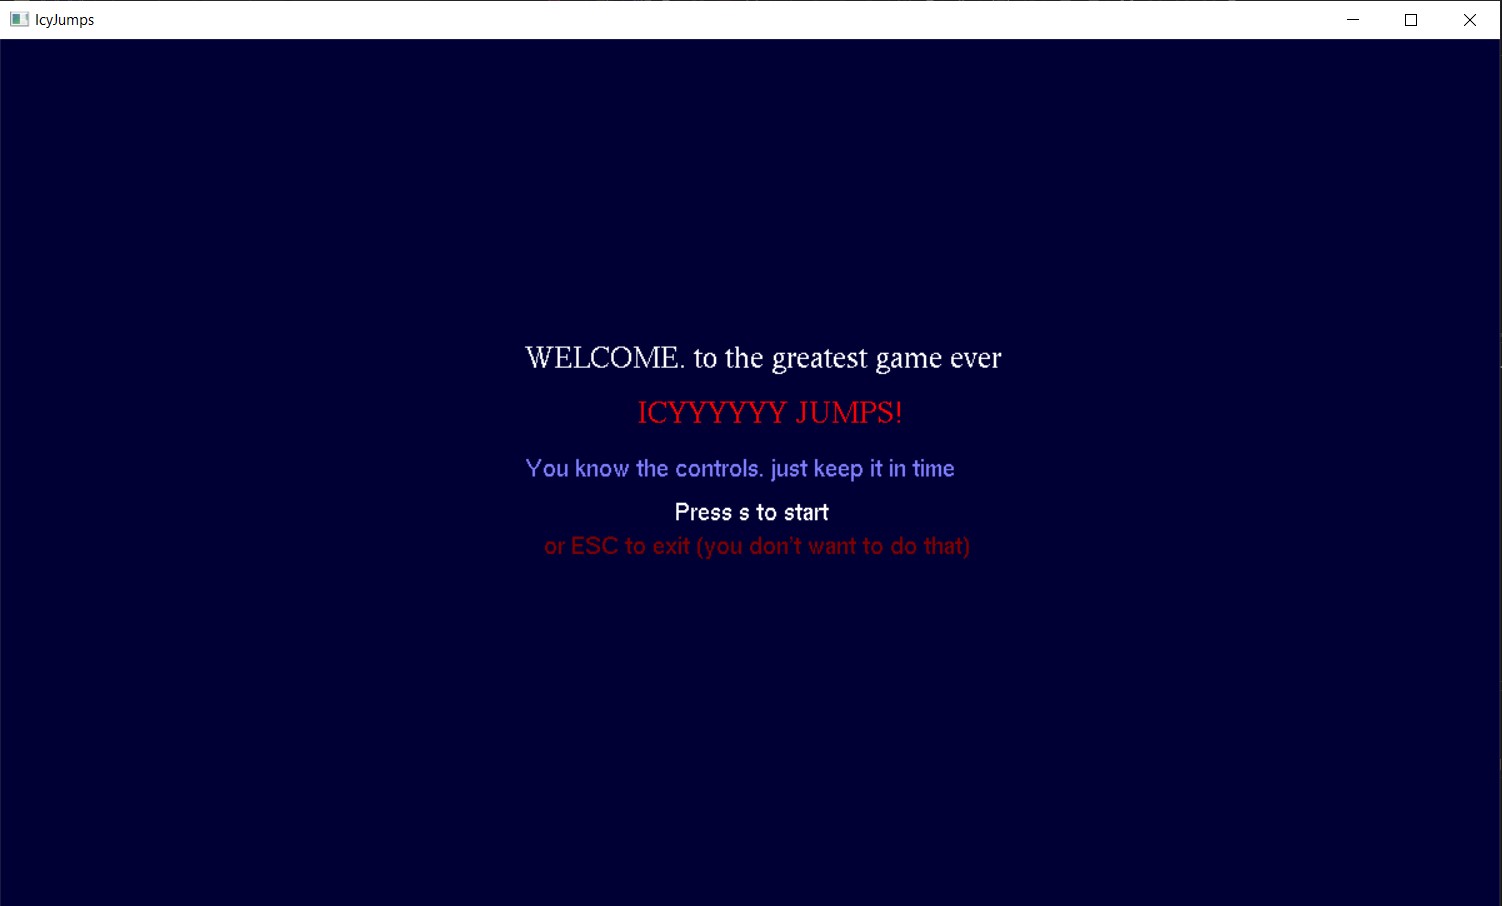 IcyJumps
WELCOME. to the greatest game ever
ICYYYYYY JUMPS!
You know the controls. just keep it in time
Press s to start
or ESC to exit (you don't want to do that)